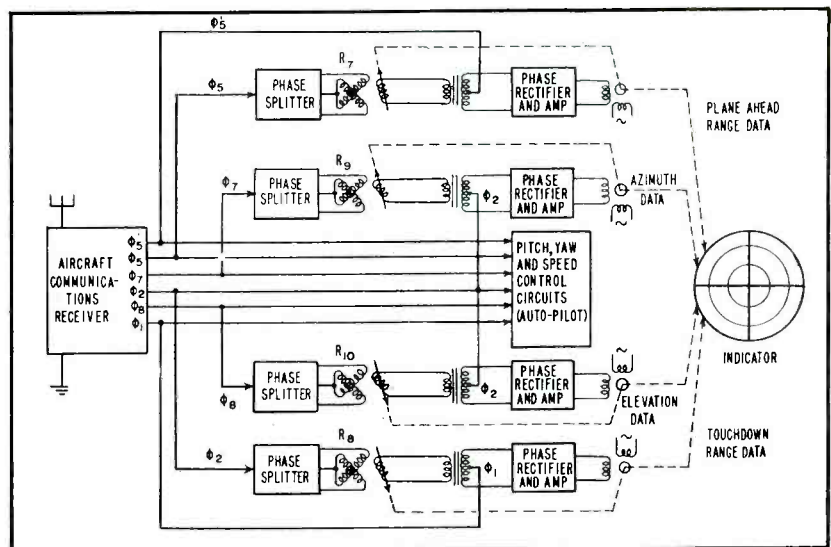 ϕ'5
R7
ϕ5
PHASE
SPLITTER
PHASE
RECTIFIER
AND AMP
~
PLANE AHEAD
RANGE DATA
R9
ϕ7
PHASE
SPLITTER
ϕ2
PHASE
RECTIFIER
AND AMP
AZIMUTH
DATA
~
AIRCRAFT
COMMUNICA-
TIONS
RECEIVER
ϕ'5
ϕ5
ϕ7
ϕ2
ϕ8
ϕ1
PITCH, YAW
AND SPEED
CONTROL
CIRCUITS
(AUTO-PILOT)
INDICATOR
R10
ϕ8
PHASE
SPLITTER
ϕ2
PHASE
RECTIFIER
AND AMP
~
ELEVATION
DATA
R8
ϕ2
PHASE
SPLITTER
ϕ1
PHASE
RECTIFIER
AND AMP
~
TOUCHDOWN
RANGE DATA